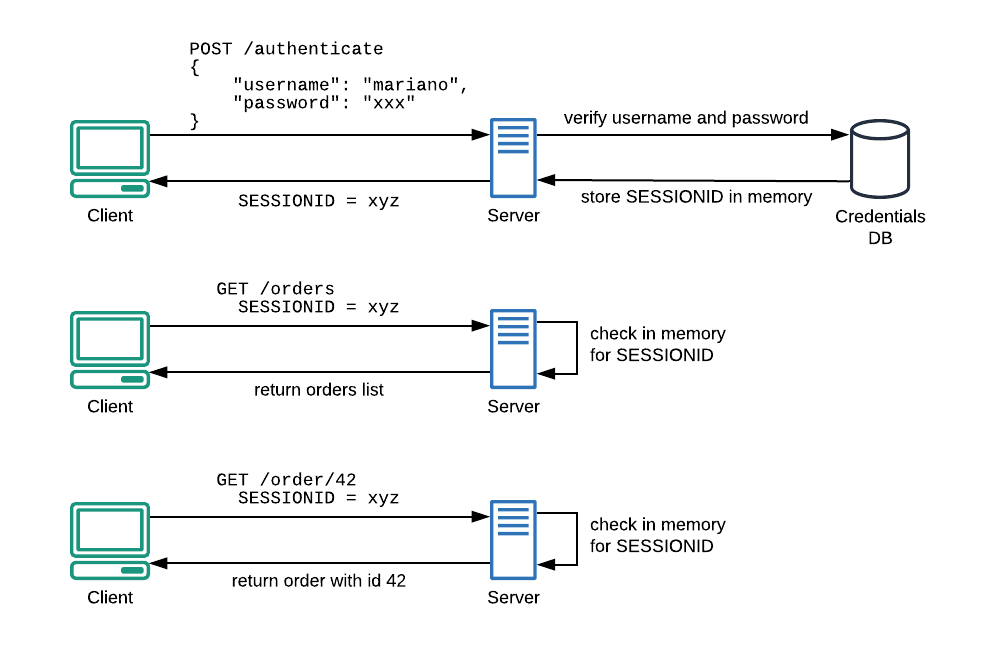 POST /authenticate
{
"username": "mariano",
"password": "xxx"
}
verify username and password
SESSIONID = xyz
store SESSIONID in memory
Client
Server
Credentials
DB
GET /orders
SESSIONID = xyz
check in memory
for SESSIONID
return orders list
Client
Server
GET /order/42
SESSIONID = xyz
check in memory
for SESSIONID
return order with id 42
Client
Server